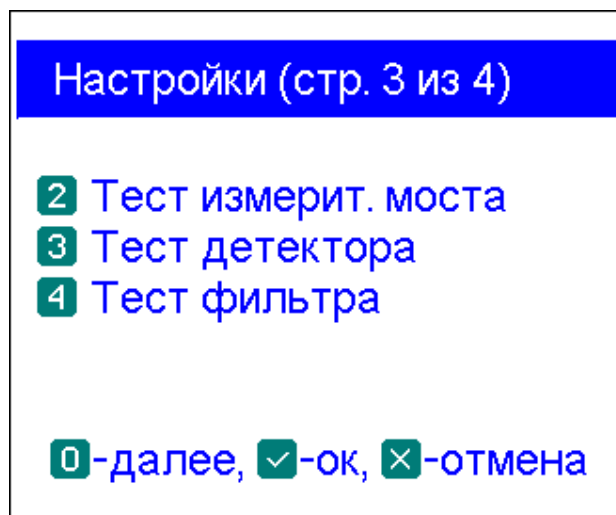 Настройки (стр. 3 из 4)
2 Тест измерит. моста
3 Тест детектора
4 Тест фильтра
0-далее, ✓-ок, ×-отмена